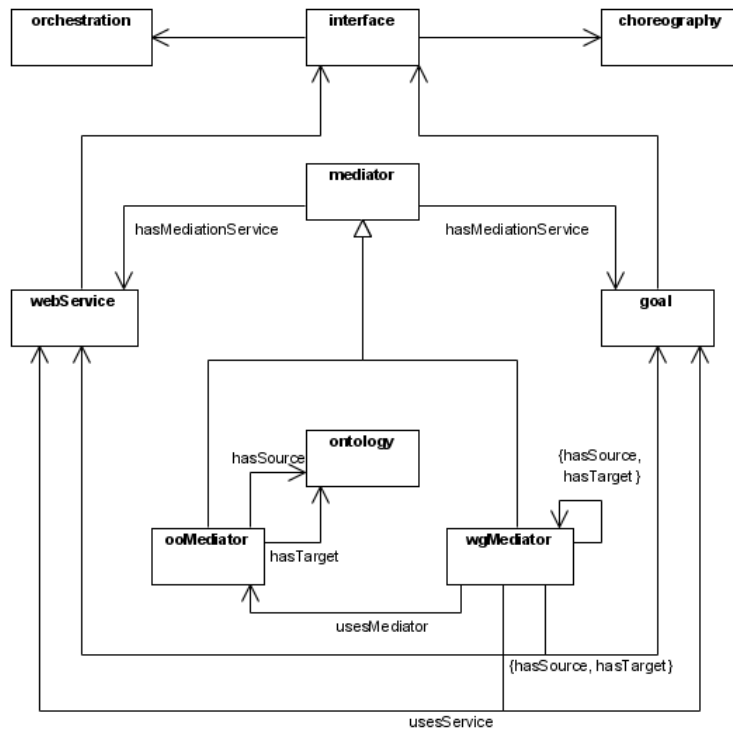 orchestration
interface
choreography
mediator
hasMediationService
hasMediationService
webService
goal
ontology
hasSource
{hasSource,
hasTarget }
ooMediator
wgMediator
hasTarget
usesMediator
{hasSource, hasTarget }
usesService